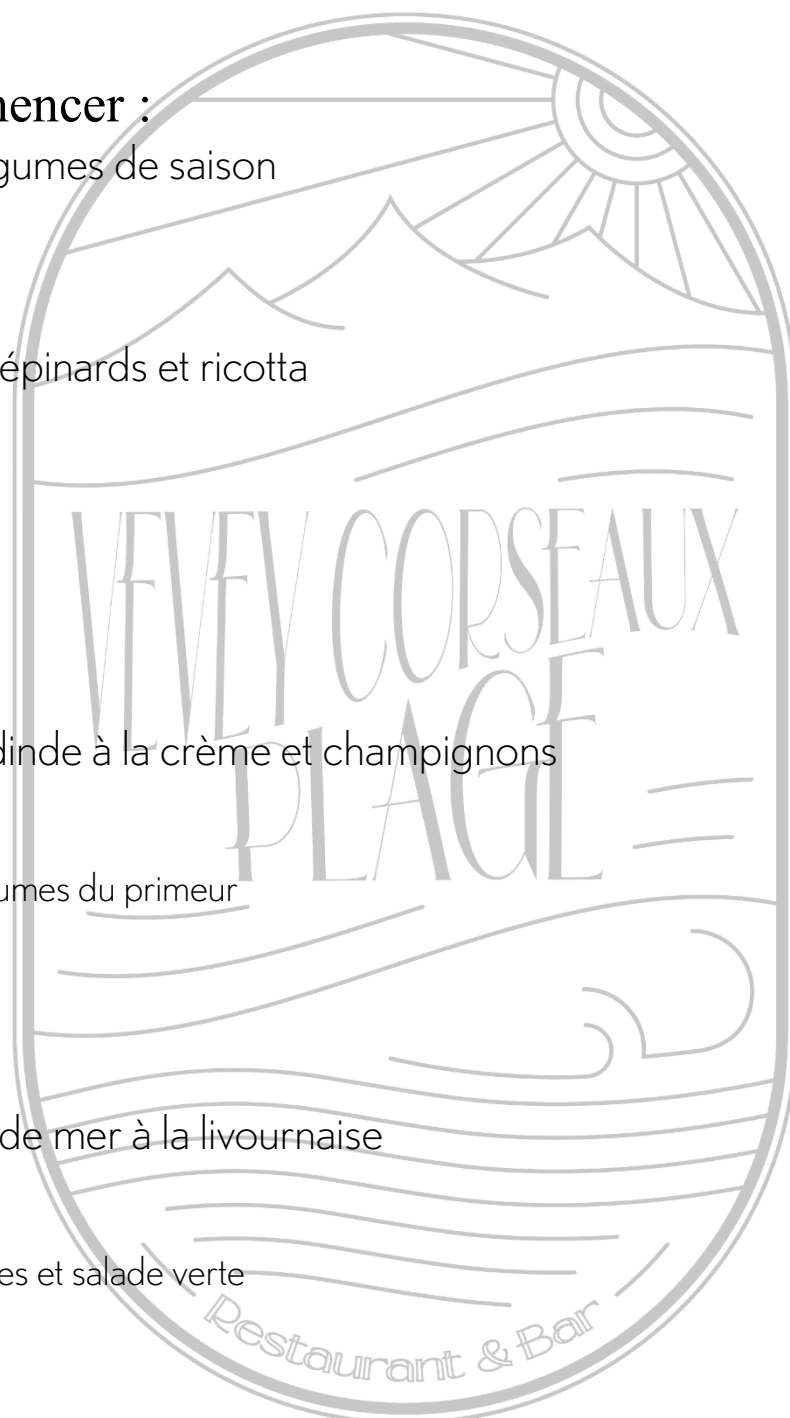 mencer :
gumes de saison
épinards et ricotta
VEVEY CORSEAUX
PLAGE
dinde à la crème et champignons
umes du primeur
de mer à la livournaise
es et salade verte
Restaurant & Bar